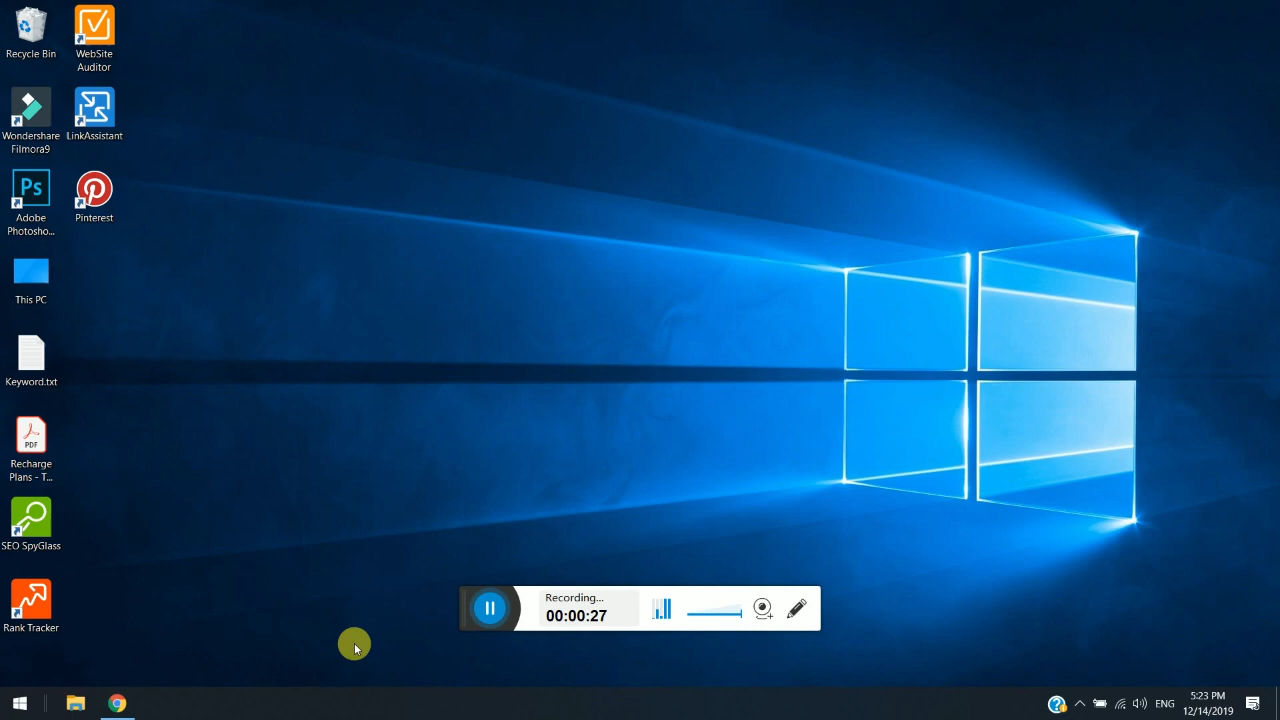 Recycle Bin
WebSite
Auditor
Wondershare
Filmora9
LinkAssistant
Ps
Adobe
Photosho...
Pinterest
This PC
Keyword.txt
PDF
Recharge
Plans - T...
SEO SpyGlass
Rank Tracker
Recording...
00:00:27
ENG
5:23 PM
12/14/2019